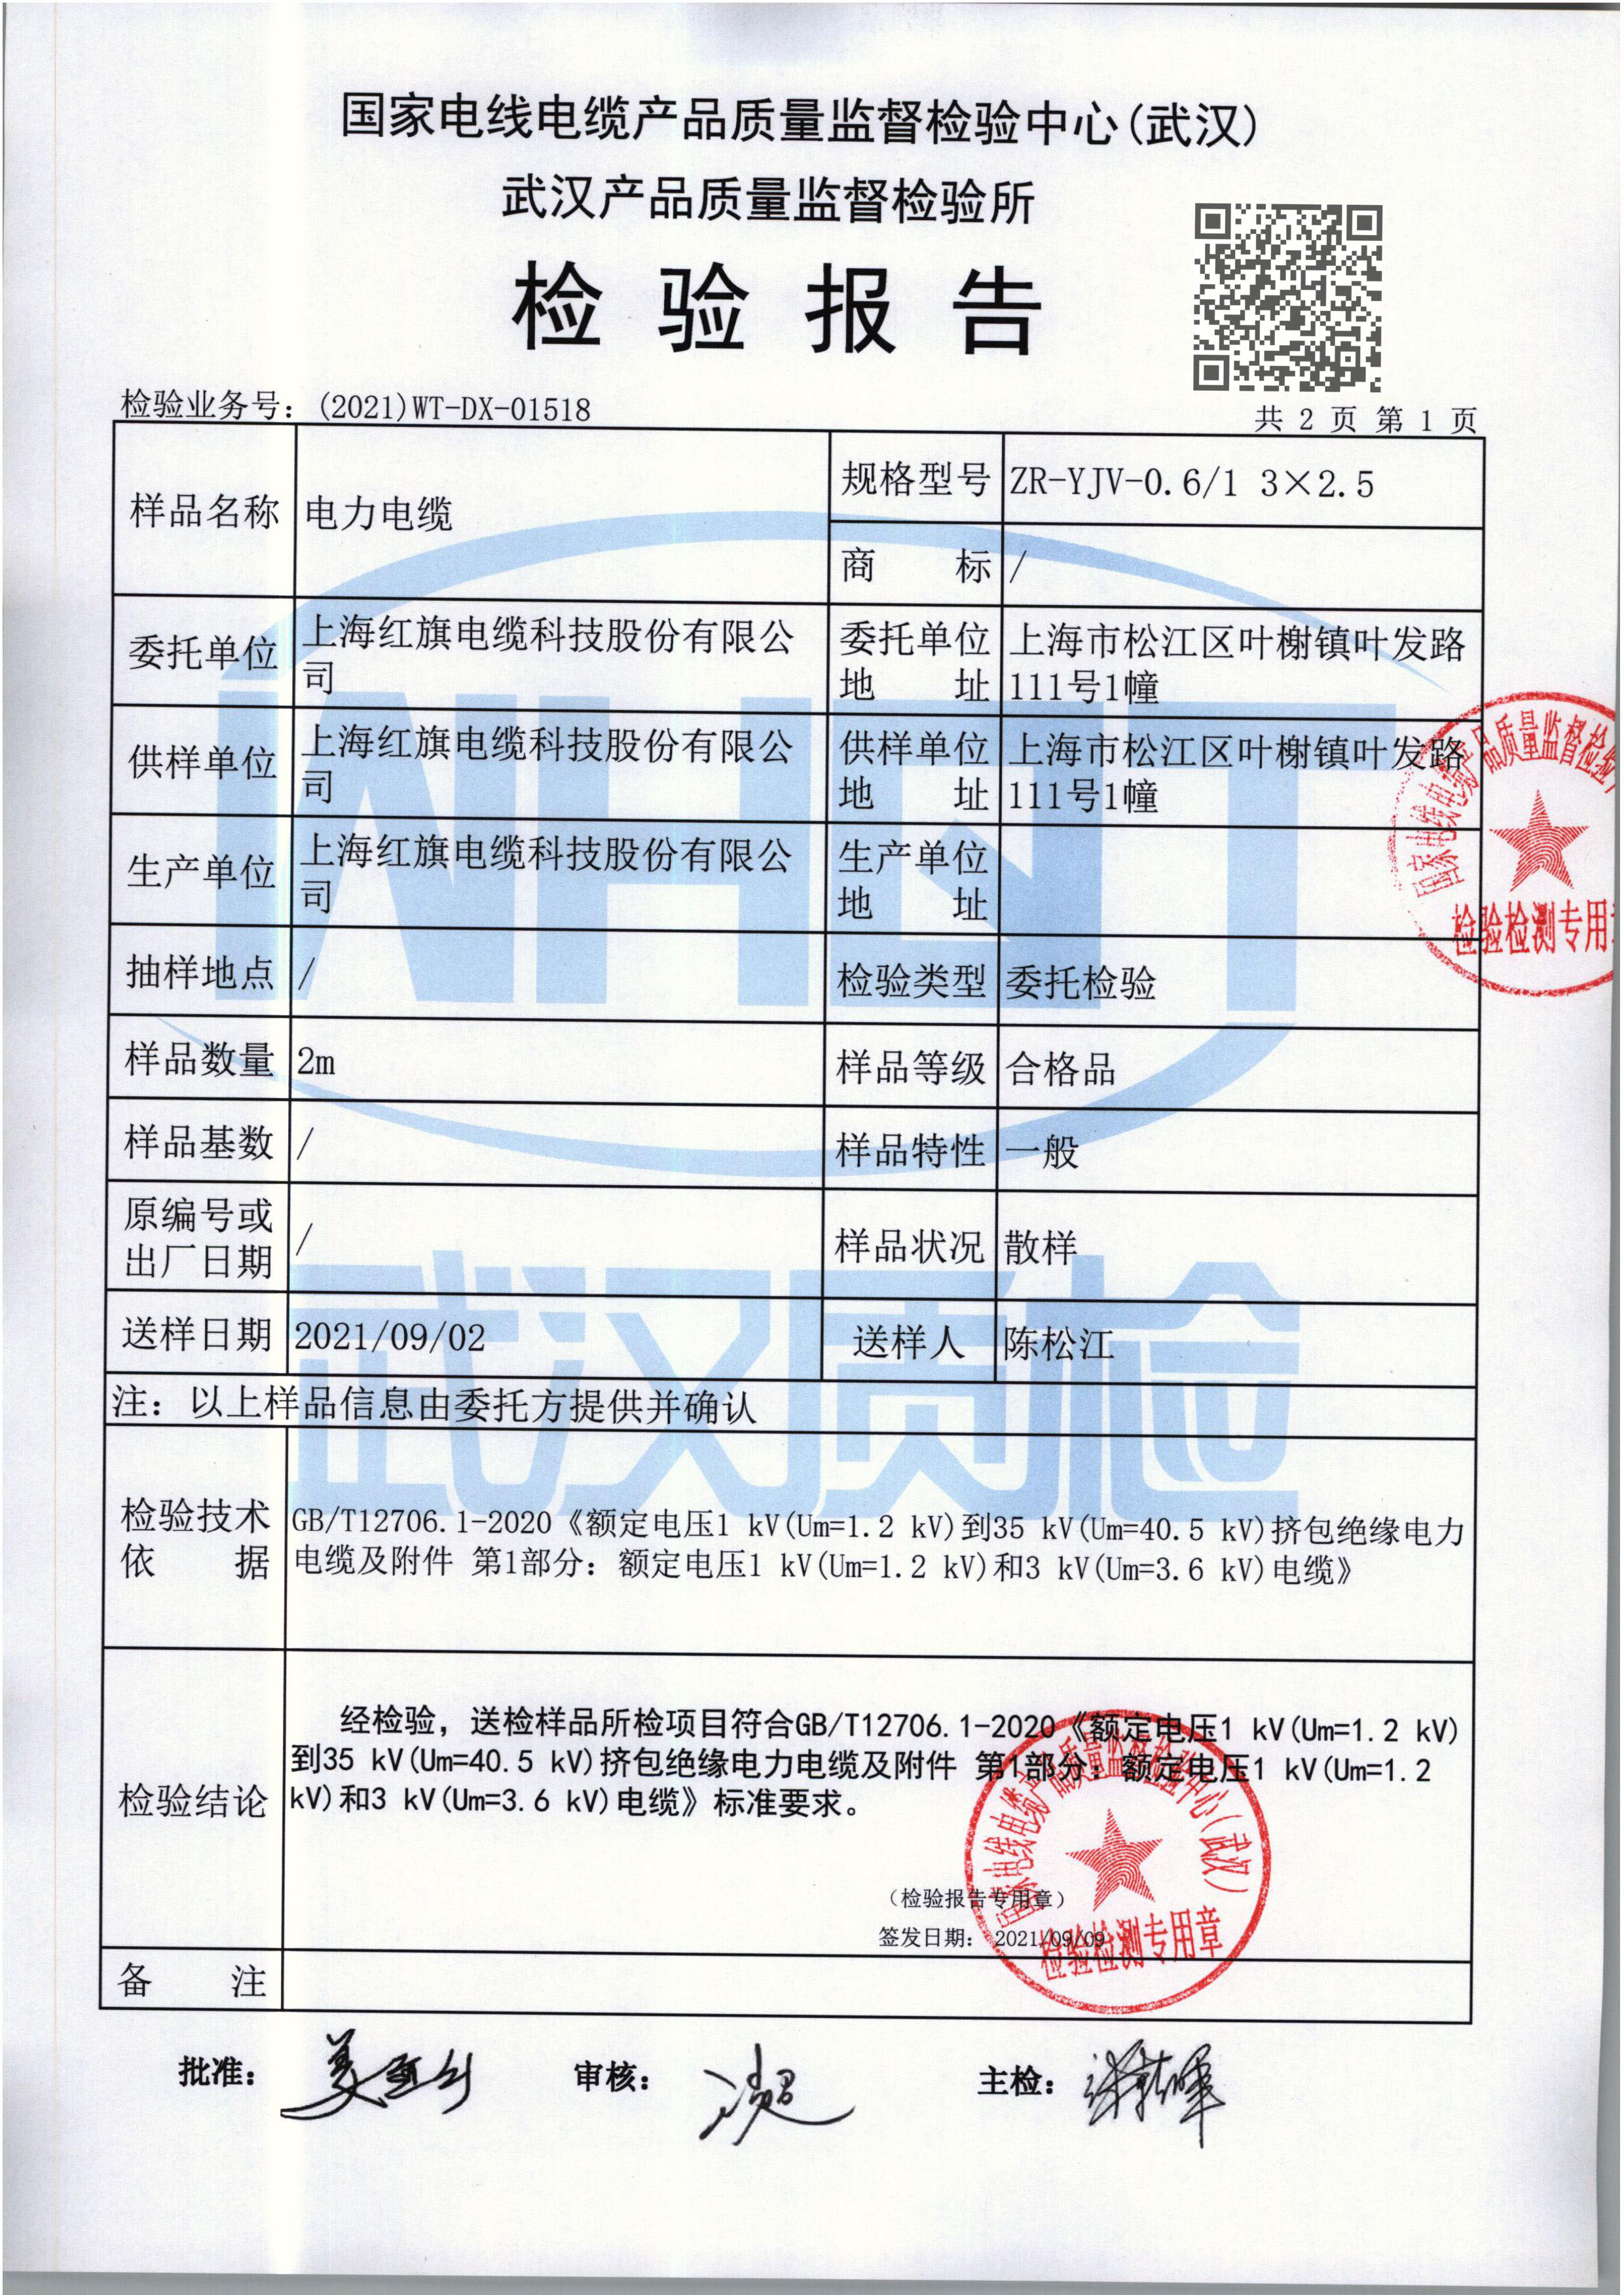 国家电线电缆产品质量监督检验中心(武汉)
武汉产品质量监督检验所
检验报告
检验业务号：(2021)WT-DX-01518
共 2 页 第 1 页
样品名称
电力电缆
规格型号
ZR-YJV-0.6/1 3×2.5
商 标
/
委托单位
上海红旗电缆科技股份有限公
司
委托单位
地 址
上海市松江区叶榭镇叶发路
111号1幢
供样单位
上海红旗电缆科技股份有限公
司
供样单位
地 址
上海市松江区叶榭镇叶发路
111号1幢
生产单位
上海红旗电缆科技股份有限公
司
生产单位
地 址
抽样地点
/
检验类型
委托检验
样品数量
2m
样品等级
合格品
样品基数
/
样品特性
一般
原编号或
出厂日期
/
样品状况
散样
送样日期
2021/09/02
送样人
陈松江
注：以上样品信息由委托方提供并确认
检验技术
依 据
GB/T12706.1-2020《额定电压1 kV(Um=1.2 kV)到35 kV(Um=40.5 kV)挤包绝缘电力
电缆及附件 第1部分：额定电压1 kV(Um=1.2 kV)和3 kV(Um=3.6 kV)电缆》
检验结论
经检验，送检样品所检项目符合GB/T12706.1-2020《额定电压1 kV(Um=1.2 kV)
到35 kV(Um=40.5 kV)挤包绝缘电力电缆及附件 第1部分：额定电压1 kV(Um=1.2
kV)和3 kV(Um=3.6 kV)电缆》标准要求。
（检验报告专用章）
签发日期： 2021/09/09
国家电线电缆产品质量监督检验中心(武汉)
检验检测专用章
备 注
批准：
审核：
主检：
国家电线电缆产品质量监督检验
检验检测专用章
WHQT
武汉质检